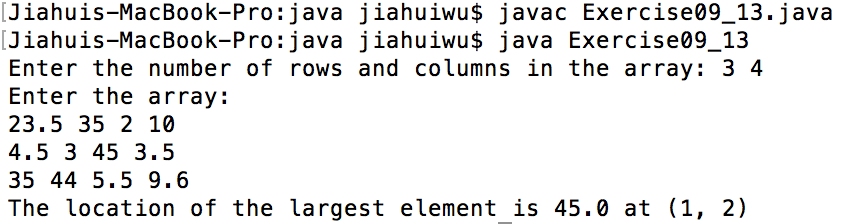 [Jiahuis-MacBook-Pro:java jiahuiwu$ javac Exercise09_13.java
[Jiahuis-MacBook-Pro:java jiahuiwu$ java Exercise09_13
Enter the number of rows and columns in the array: 3 4
Enter the array:
23.5 35 2 10
4.5 3 45 3.5
35 44 5.5 9.6
The location of the largest element is 45.0 at (1, 2)